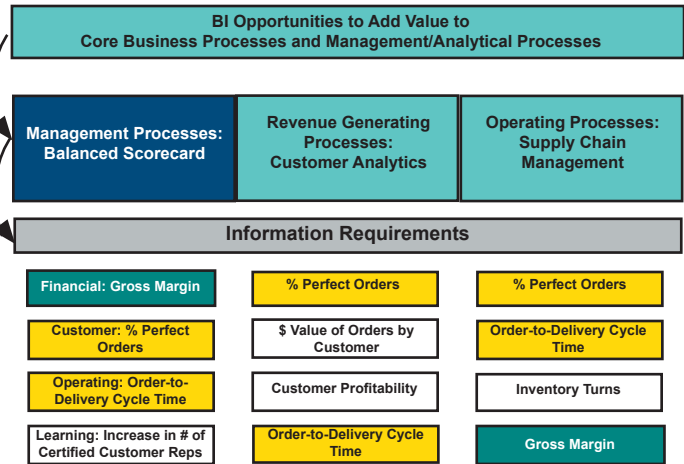 BI Opportunities to Add Value to
Core Business Processes and Management/Analytical Processes
Management Processes:
Balanced Scorecard
Revenue Generating
Processes:
Customer Analytics
Operating Processes:
Supply Chain
Management
Information Requirements
Financial: Gross Margin
Customer: % Perfect
Orders
Operating: Order-to-
Delivery Cycle Time
Learning: Increase in # of
Certified Customer Reps
% Perfect Orders
$ Value of Orders by
Customer
Customer Profitability
Order-to-Delivery Cycle
Time
% Perfect Orders
Order-to-Delivery Cycle
Time
Inventory Turns
Gross Margin